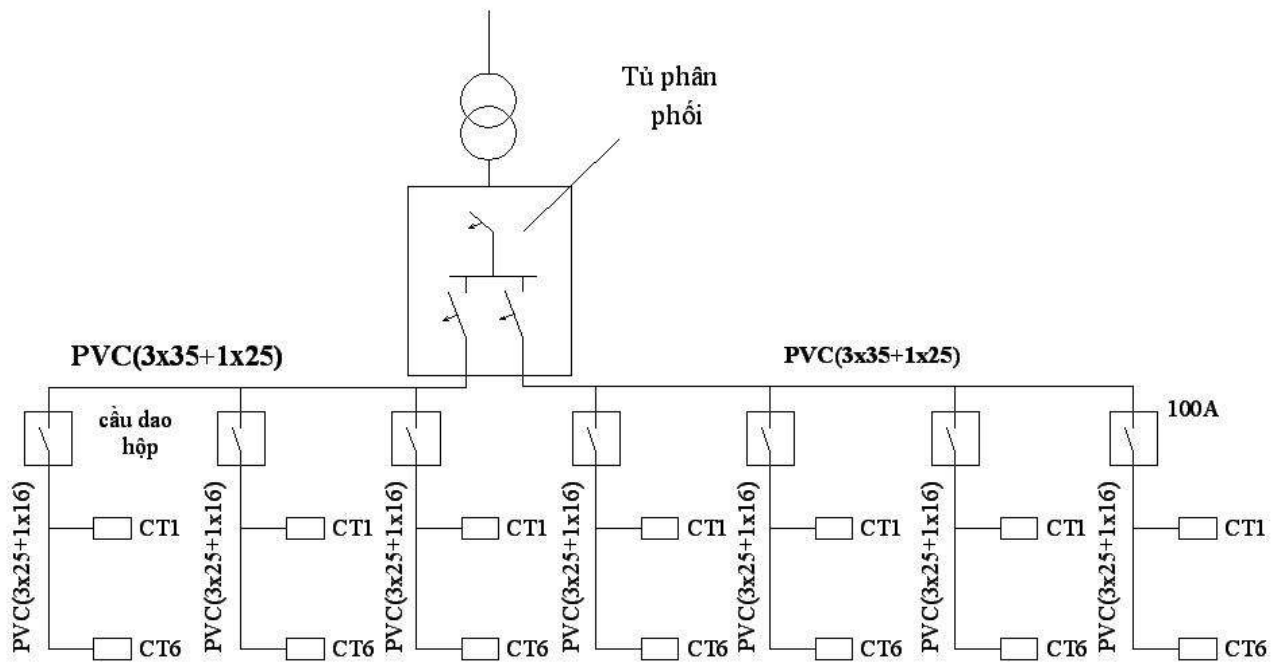 Tủ phân
phối
PVC(3x35+1x25)
PVC(3x35+1x25)
cầu dao
hộp
100A
PVC(3x25+1x16)
CT1
CT6
PVC(3x25+1x16)
CT1
CT6
PVC(3x25+1x16)
CT1
CT6
PVC(3x25+1x16)
CT1
CT6
PVC(3x25+1x16)
CT1
CT6
PVC(3x25+1x16)
CT1
CT6
PVC(3x25+1x16)
CT1
CT6